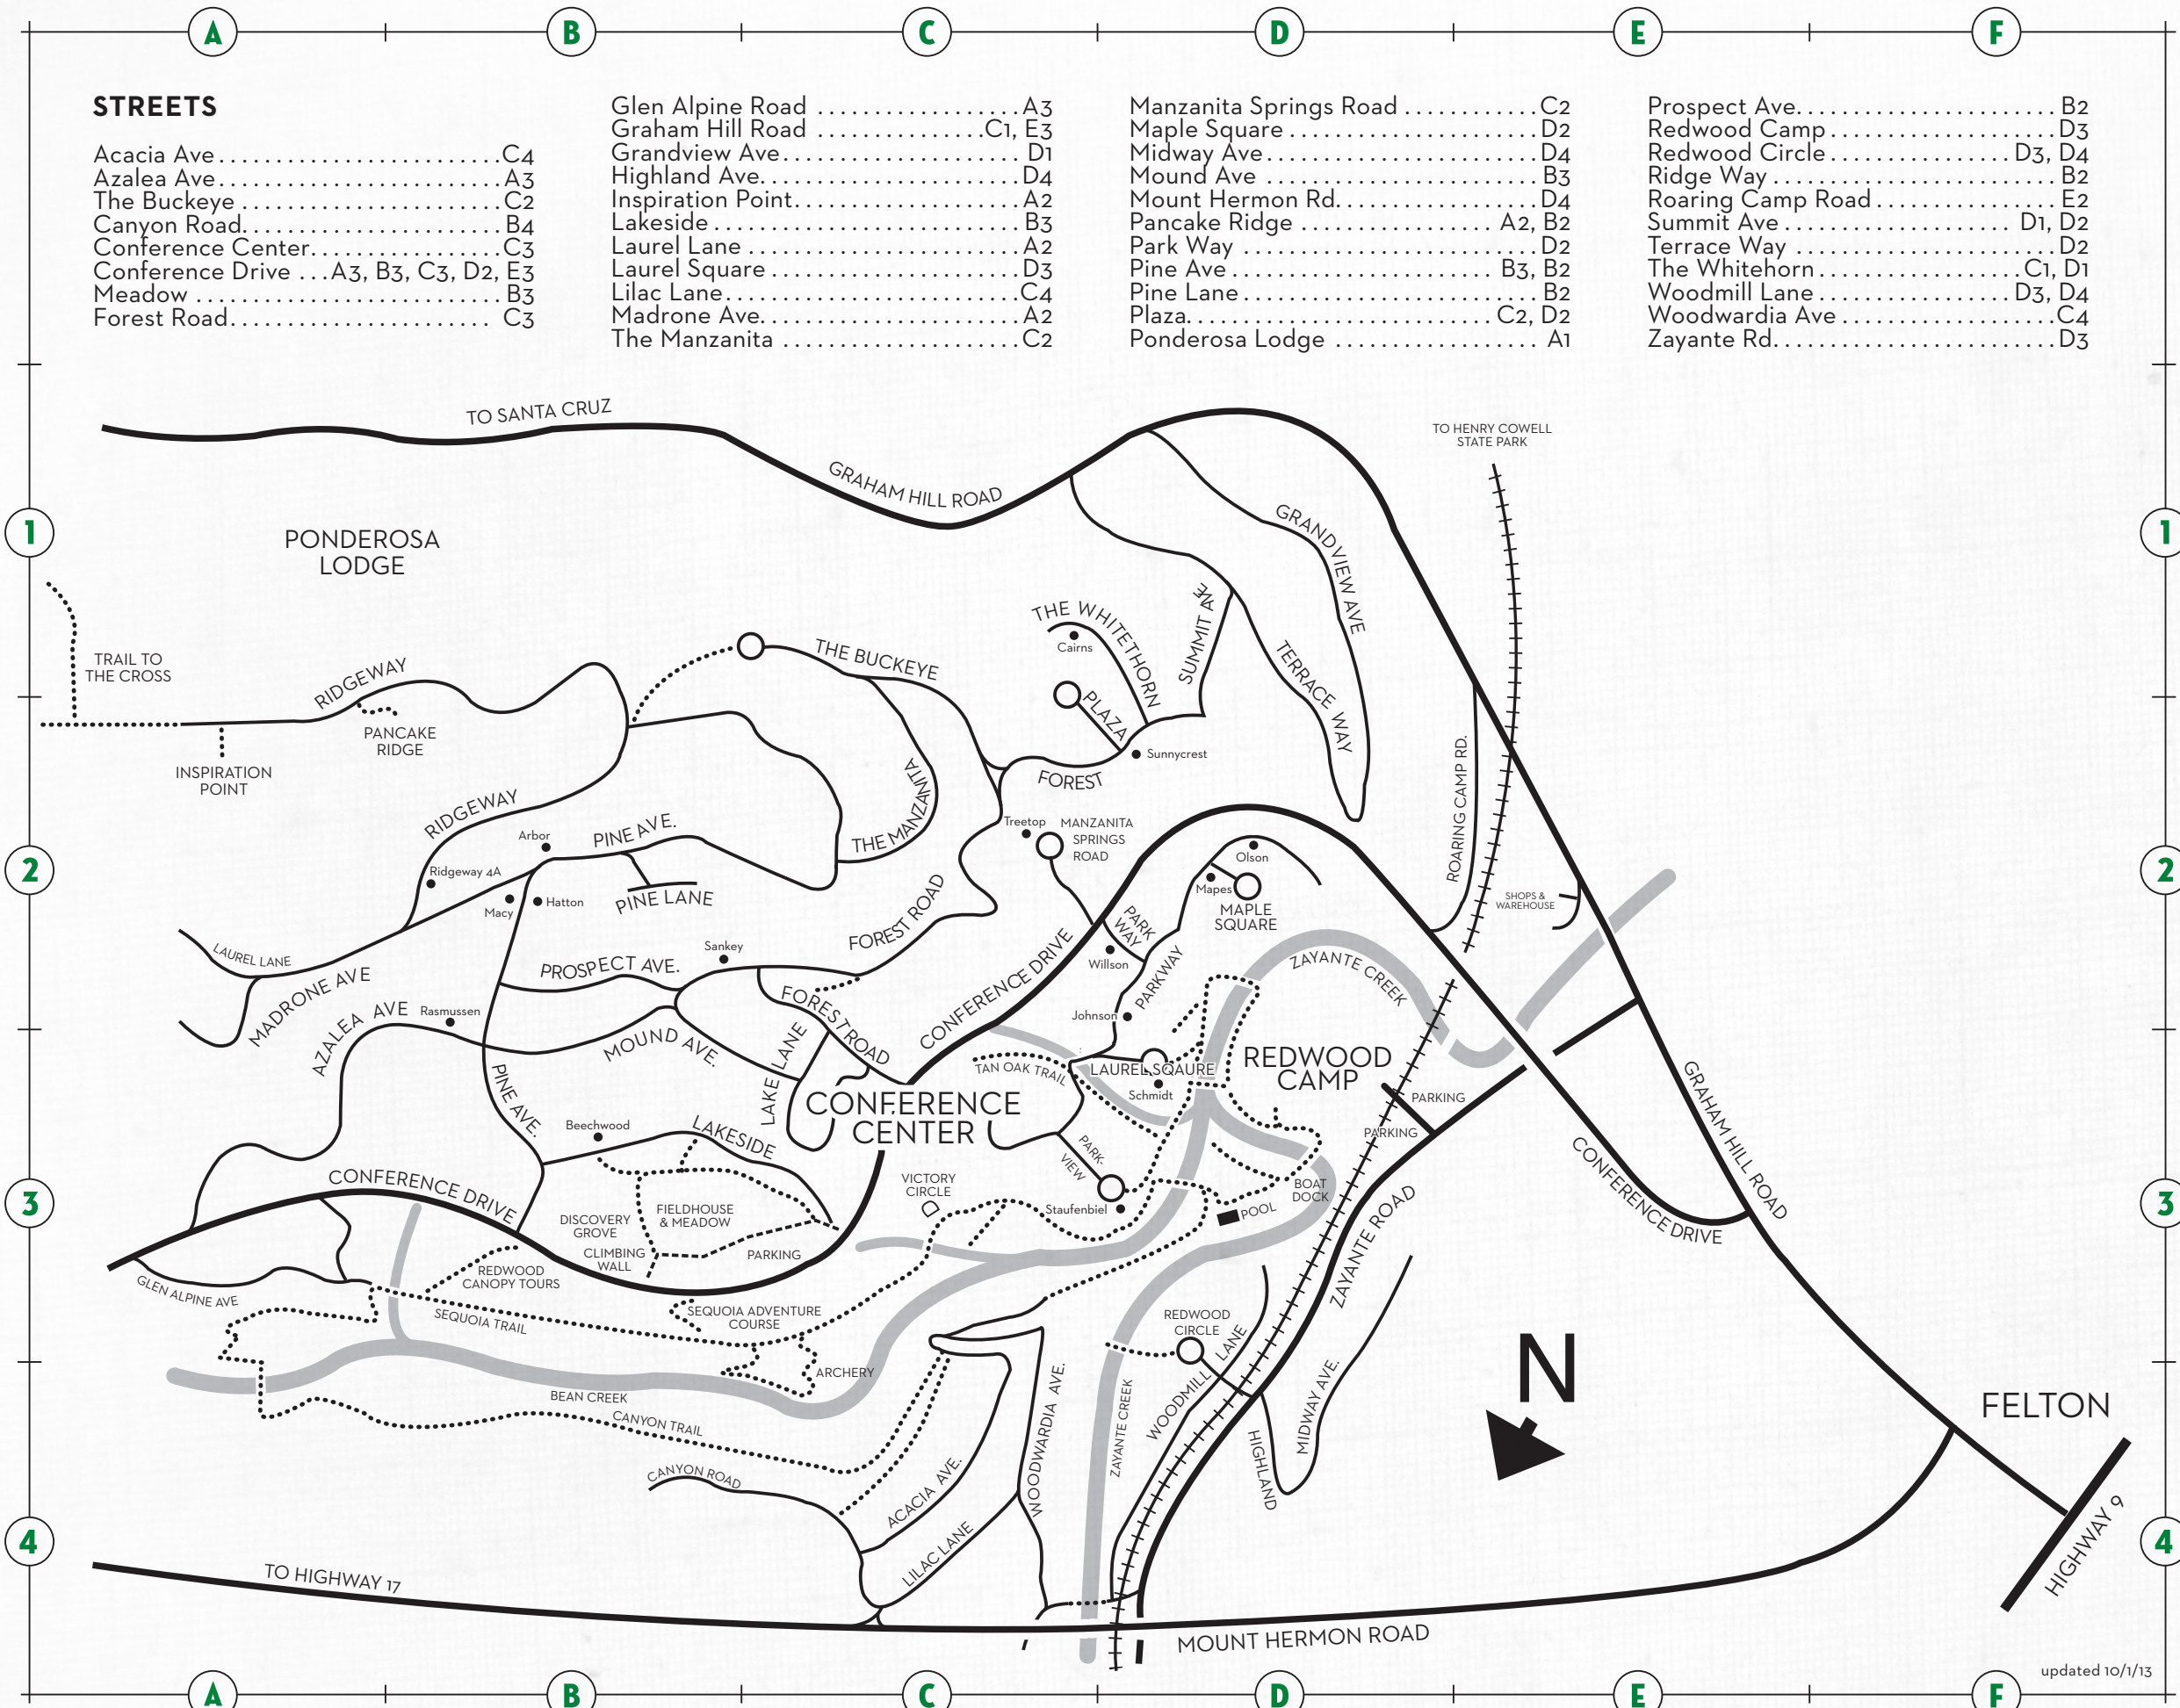 A B C D E F
STREETS
Acacia Ave........................C4
Azalea Ave........................A3
The Buckeye ......................C2
Canyon Road......................B4
Conference Center................C3
Conference Drive ...A3, B3, C3, D2, E3
Meadow ..........................B3
Forest Road...................... C3
Glen Alpine Road .................A3
Graham Hill Road ..............C1, E3
Grandview Ave.................... D1
Highland Ave......................D4
Inspiration Point...................A2
Lakeside ..........................B3
Laurel Lane .......................A2
Laurel Square .....................D3
Lilac Lane.........................C4
Madrone Ave......................A2
The Manzanita ....................C2
Manzanita Springs Road ...........C2
Maple Square .....................D2
Midway Ave.......................D4
Mound Ave .......................B3
Mount Hermon Rd.................D4
Pancake Ridge ................ A2, B2
Park Way .........................D2
Pine Ave.......................B3, B2
Pine Lane.........................B2
Plaza..........................C2, D2
Ponderosa Lodge ................. A1
Prospect Ave......................B2
Redwood Camp ...................D3
Redwood Circle...............D3, D4
Ridge Way ........................B2
Roaring Camp Road ...............E2
Summit Ave ...................D1, D2
Terrace Way ......................D2
The Whitehorn .................C1, D1
Woodmill Lane ................D3, D4
Woodwardia Ave ..................C4
Zayante Rd........................D3
TO SANTA CRUZ
GRAHAM HILL ROAD
TO HENRY COWELL
STATE PARK
1
1
PONDEROSA
LODGE
GRANDVIEW AVE
THE WHITETHORN
Cairns
SUMMIT AVE
TERRACE WAY
TRAIL TO
THE CROSS
RIDGEWAY
THE BUCKEYE
PLAZA
Sunnycrest
PANCAKE
RIDGE
INSPIRATION
POINT
FOREST
ROARING CAMP RD.
RIDGEWAY
Arbor
PINE AVE.
THE MANZANITA
Treetop
MANZANITA
SPRINGS
ROAD
Olson
2
2
Ridgeway 4A
Macy
Hatton
PINE LANE
Mapes
MAPLE
SQUARE
SHOPS &
WAREHOUSE
LAUREL LANE
MADRONE AVE
PROSPECT AVE.
Sankey
FOREST ROAD
CONFERENCE DRIVE
PARK
WAY
Willson
PARKWAY
ZAYANTE CREEK
AZALEA AVE
Rasmussen
MOUND AVE.
FOREST ROAD
LAKE LANE
Johnson
TAN OAK TRAIL
LAUREL SQAURE
Schmidt
REDWOOD
CAMP
PARKING
PARKING
GRAHAM HILL ROAD
PINE AVE.
CONFERENCE
CENTER
Beechwood
LAKESIDE
PARK-
VIEW
CONFERENCE DRIVE
CONFERENCE DRIVE
3
3
VICTORY
CIRCLE
Staufenbiel
BOAT
DOCK
POOL
ZAYANTE ROAD
DISCOVERY
GROVE
FIELDHOUSE
& MEADOW
CLIMBING
WALL
PARKING
GLEN ALPINE AVE
REDWOOD
CANOPY TOURS
SEQUOIA TRAIL
SEQUOIA ADVENTURE
COURSE
REDWOOD
CIRCLE
ARCHERY
BEAN CREEK
CANYON TRAIL
CANYON ROAD
ACACIA AVE.
LILAC LANE
WOODWARDIA AVE.
ZAYANTE CREEK
WOODMILL LANE
HIGHLAND
MIDWAY AVE.
N
FELTON
HIGHWAY 9
4
4
TO HIGHWAY 17
MOUNT HERMON ROAD
updated 10/1/13
A B C D E F